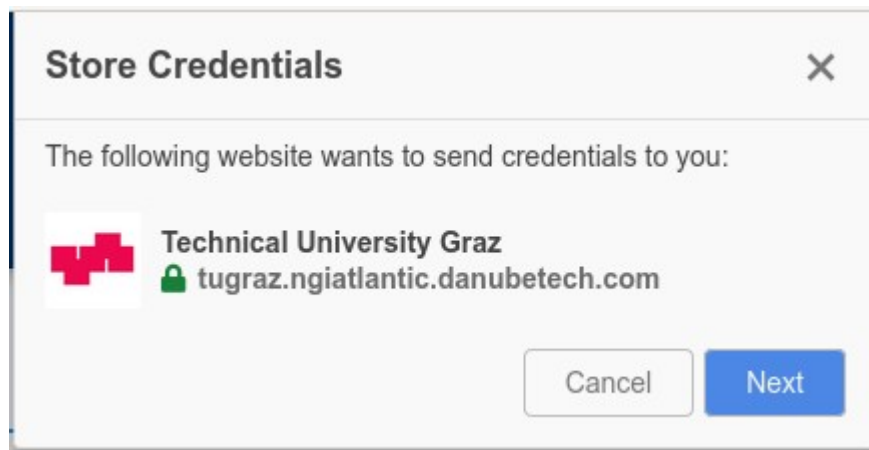 Store Credentials
The following website wants to send credentials to you:
Technical University Graz
tugraz.ngiatlantic.danubetech.com
Cancel
Next